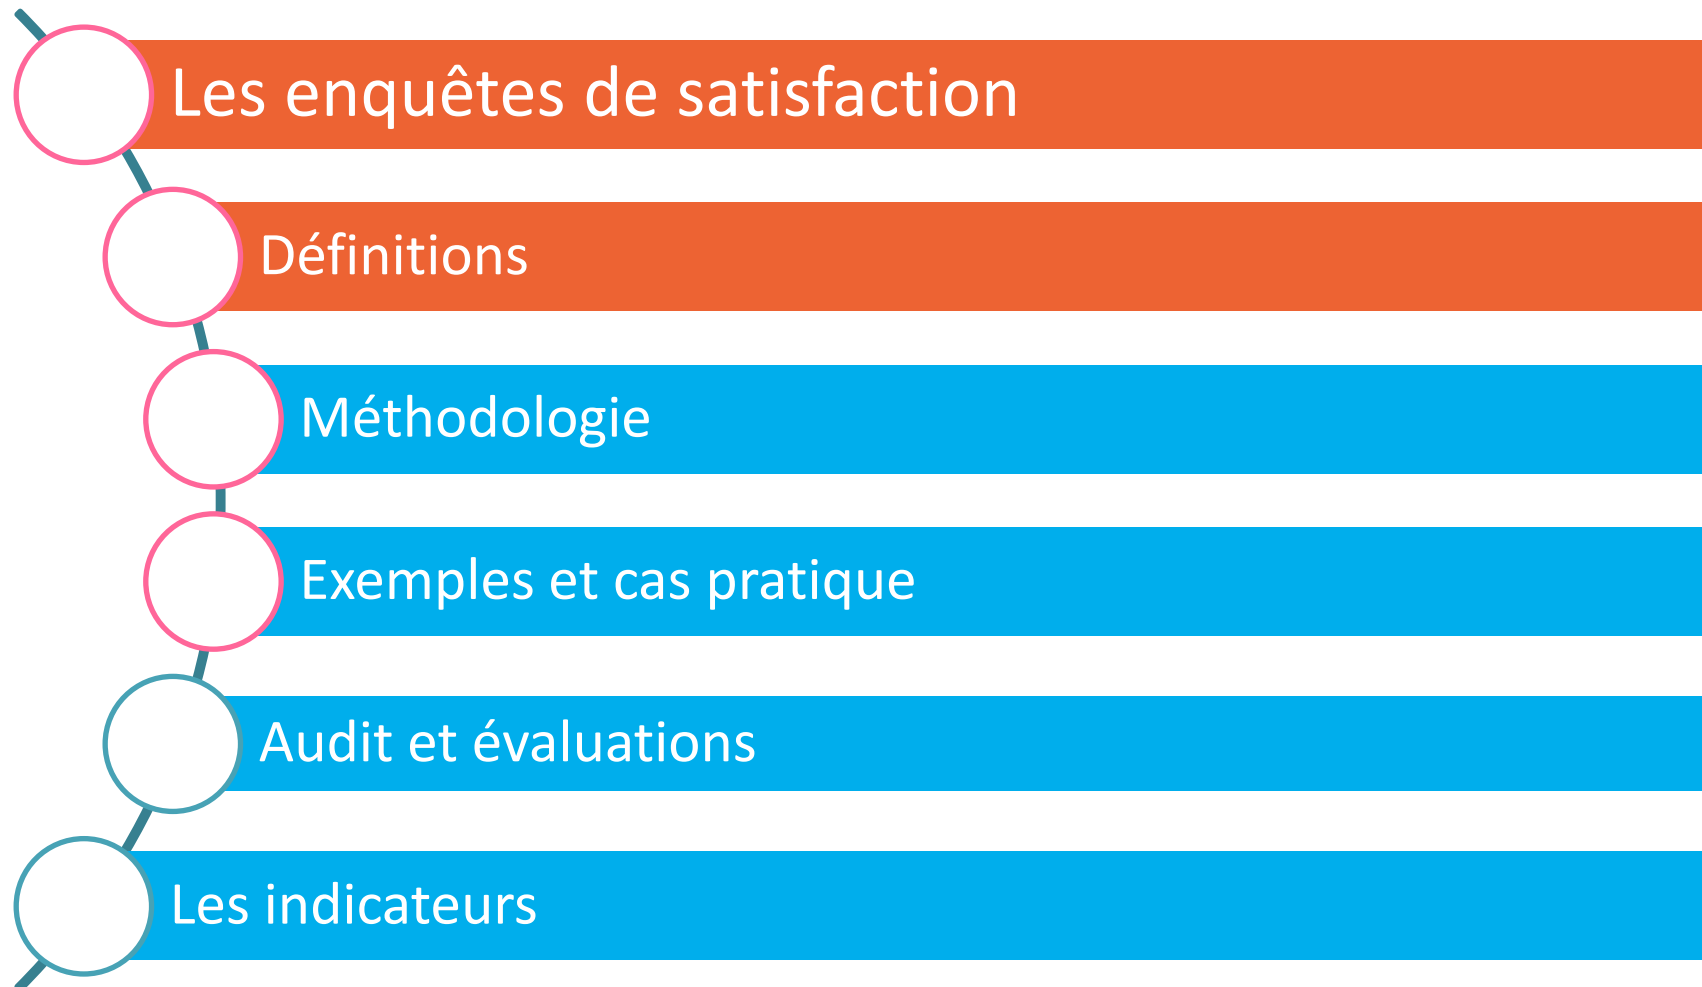 Les enquêtes de satisfaction
Définitions
Méthodologie
Exemples et cas pratique
Audit et évaluations
Les indicateurs